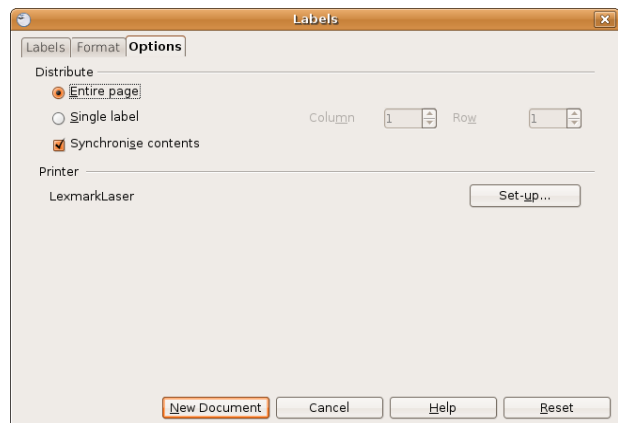 Labels
Labels Format Options
Distribute
Entire page
Single label Column 1 Row 1
Synchronise contents
Printer
LexmarkLaser Set-up...
New Document Cancel Help Reset